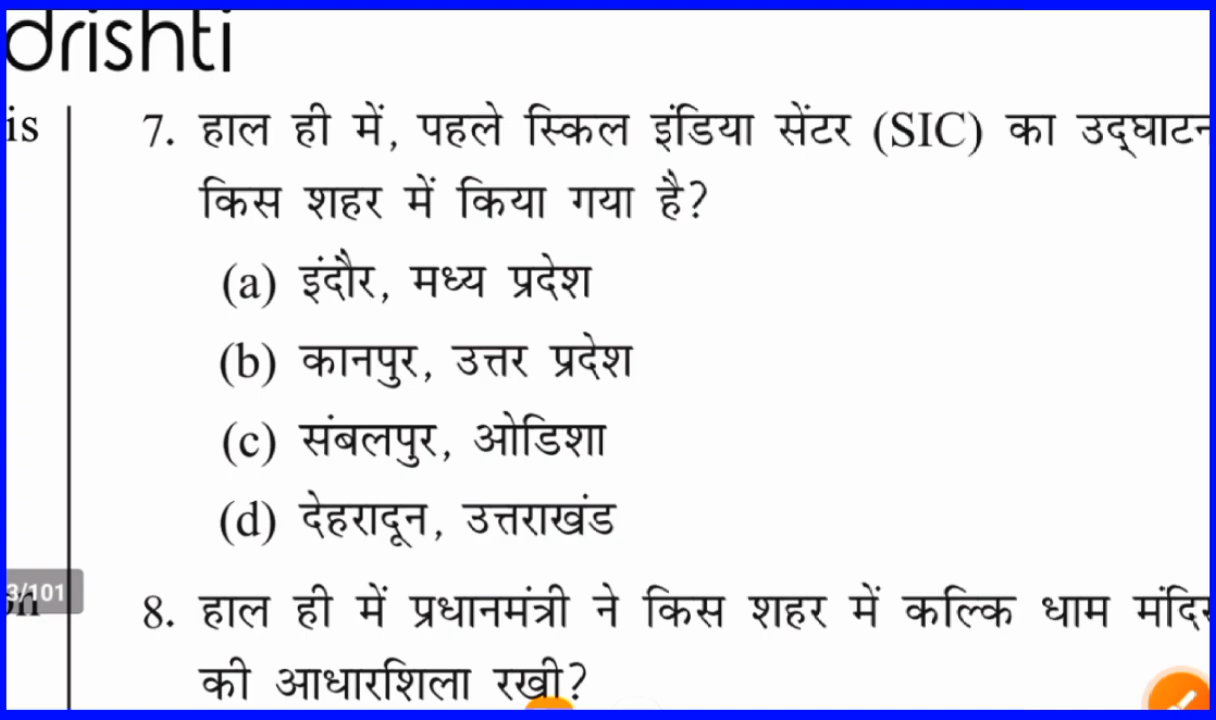 drishti
is
7. हाल ही में, पहले स्किल इंडिया सेंटर (SIC) का उद्घाटन
किस शहर में किया गया है?
(a) इंदौर, मध्य प्रदेश
(b) कानपुर, उत्तर प्रदेश
(c) संबलपुर, ओडिशा
(d) देहरादून, उत्तराखंड
3/101
8. हाल ही में प्रधानमंत्री ने किस शहर में कल्कि धाम मंदिर
की आधारशिला रखी?